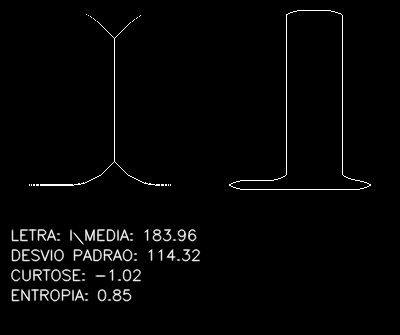 LETRA: I\MEDIA: 183.96
DESVIO PADRAO: 114.32
CURTOSE: -1.02
ENTROPIA: 0.85